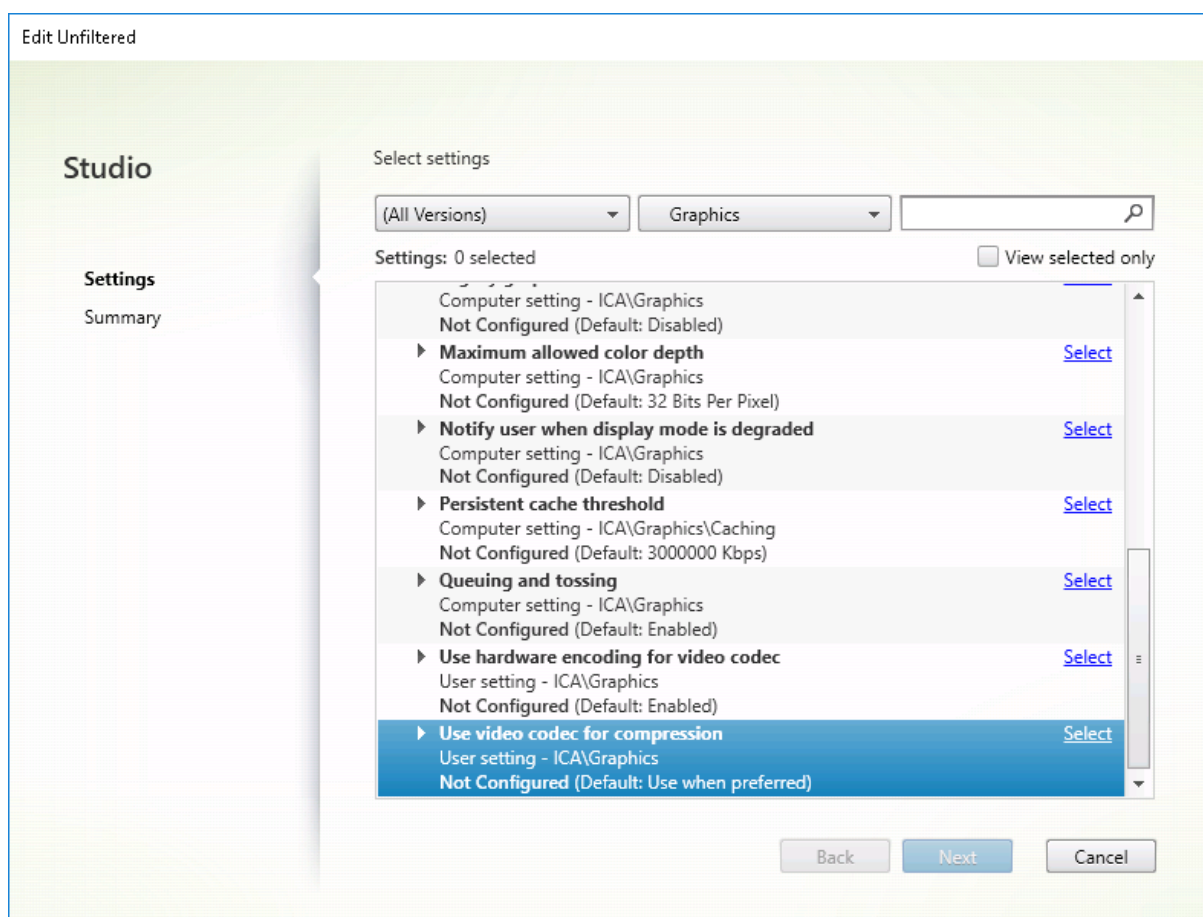 Edit Unfiltered
Studio
Settings
Summary
Select settings
(All Versions) Graphics
Settings: 0 selected View selected only
Computer setting - ICA\Graphics
Not Configured (Default: Disabled)
Maximum allowed color depth Select
Computer setting - ICA\Graphics
Not Configured (Default: 32 Bits Per Pixel)
Notify user when display mode is degraded Select
Computer setting - ICA\Graphics
Not Configured (Default: Disabled)
Persistent cache threshold Select
Computer setting - ICA\Graphics\Caching
Not Configured (Default: 3000000 Kbps)
Queuing and tossing Select
Computer setting - ICA\Graphics
Not Configured (Default: Enabled)
Use hardware encoding for video codec Select
User setting - ICA\Graphics
Not Configured (Default: Enabled)
Use video codec for compression Select
User setting - ICA\Graphics
Not Configured (Default: Use when preferred)
Back Next Cancel